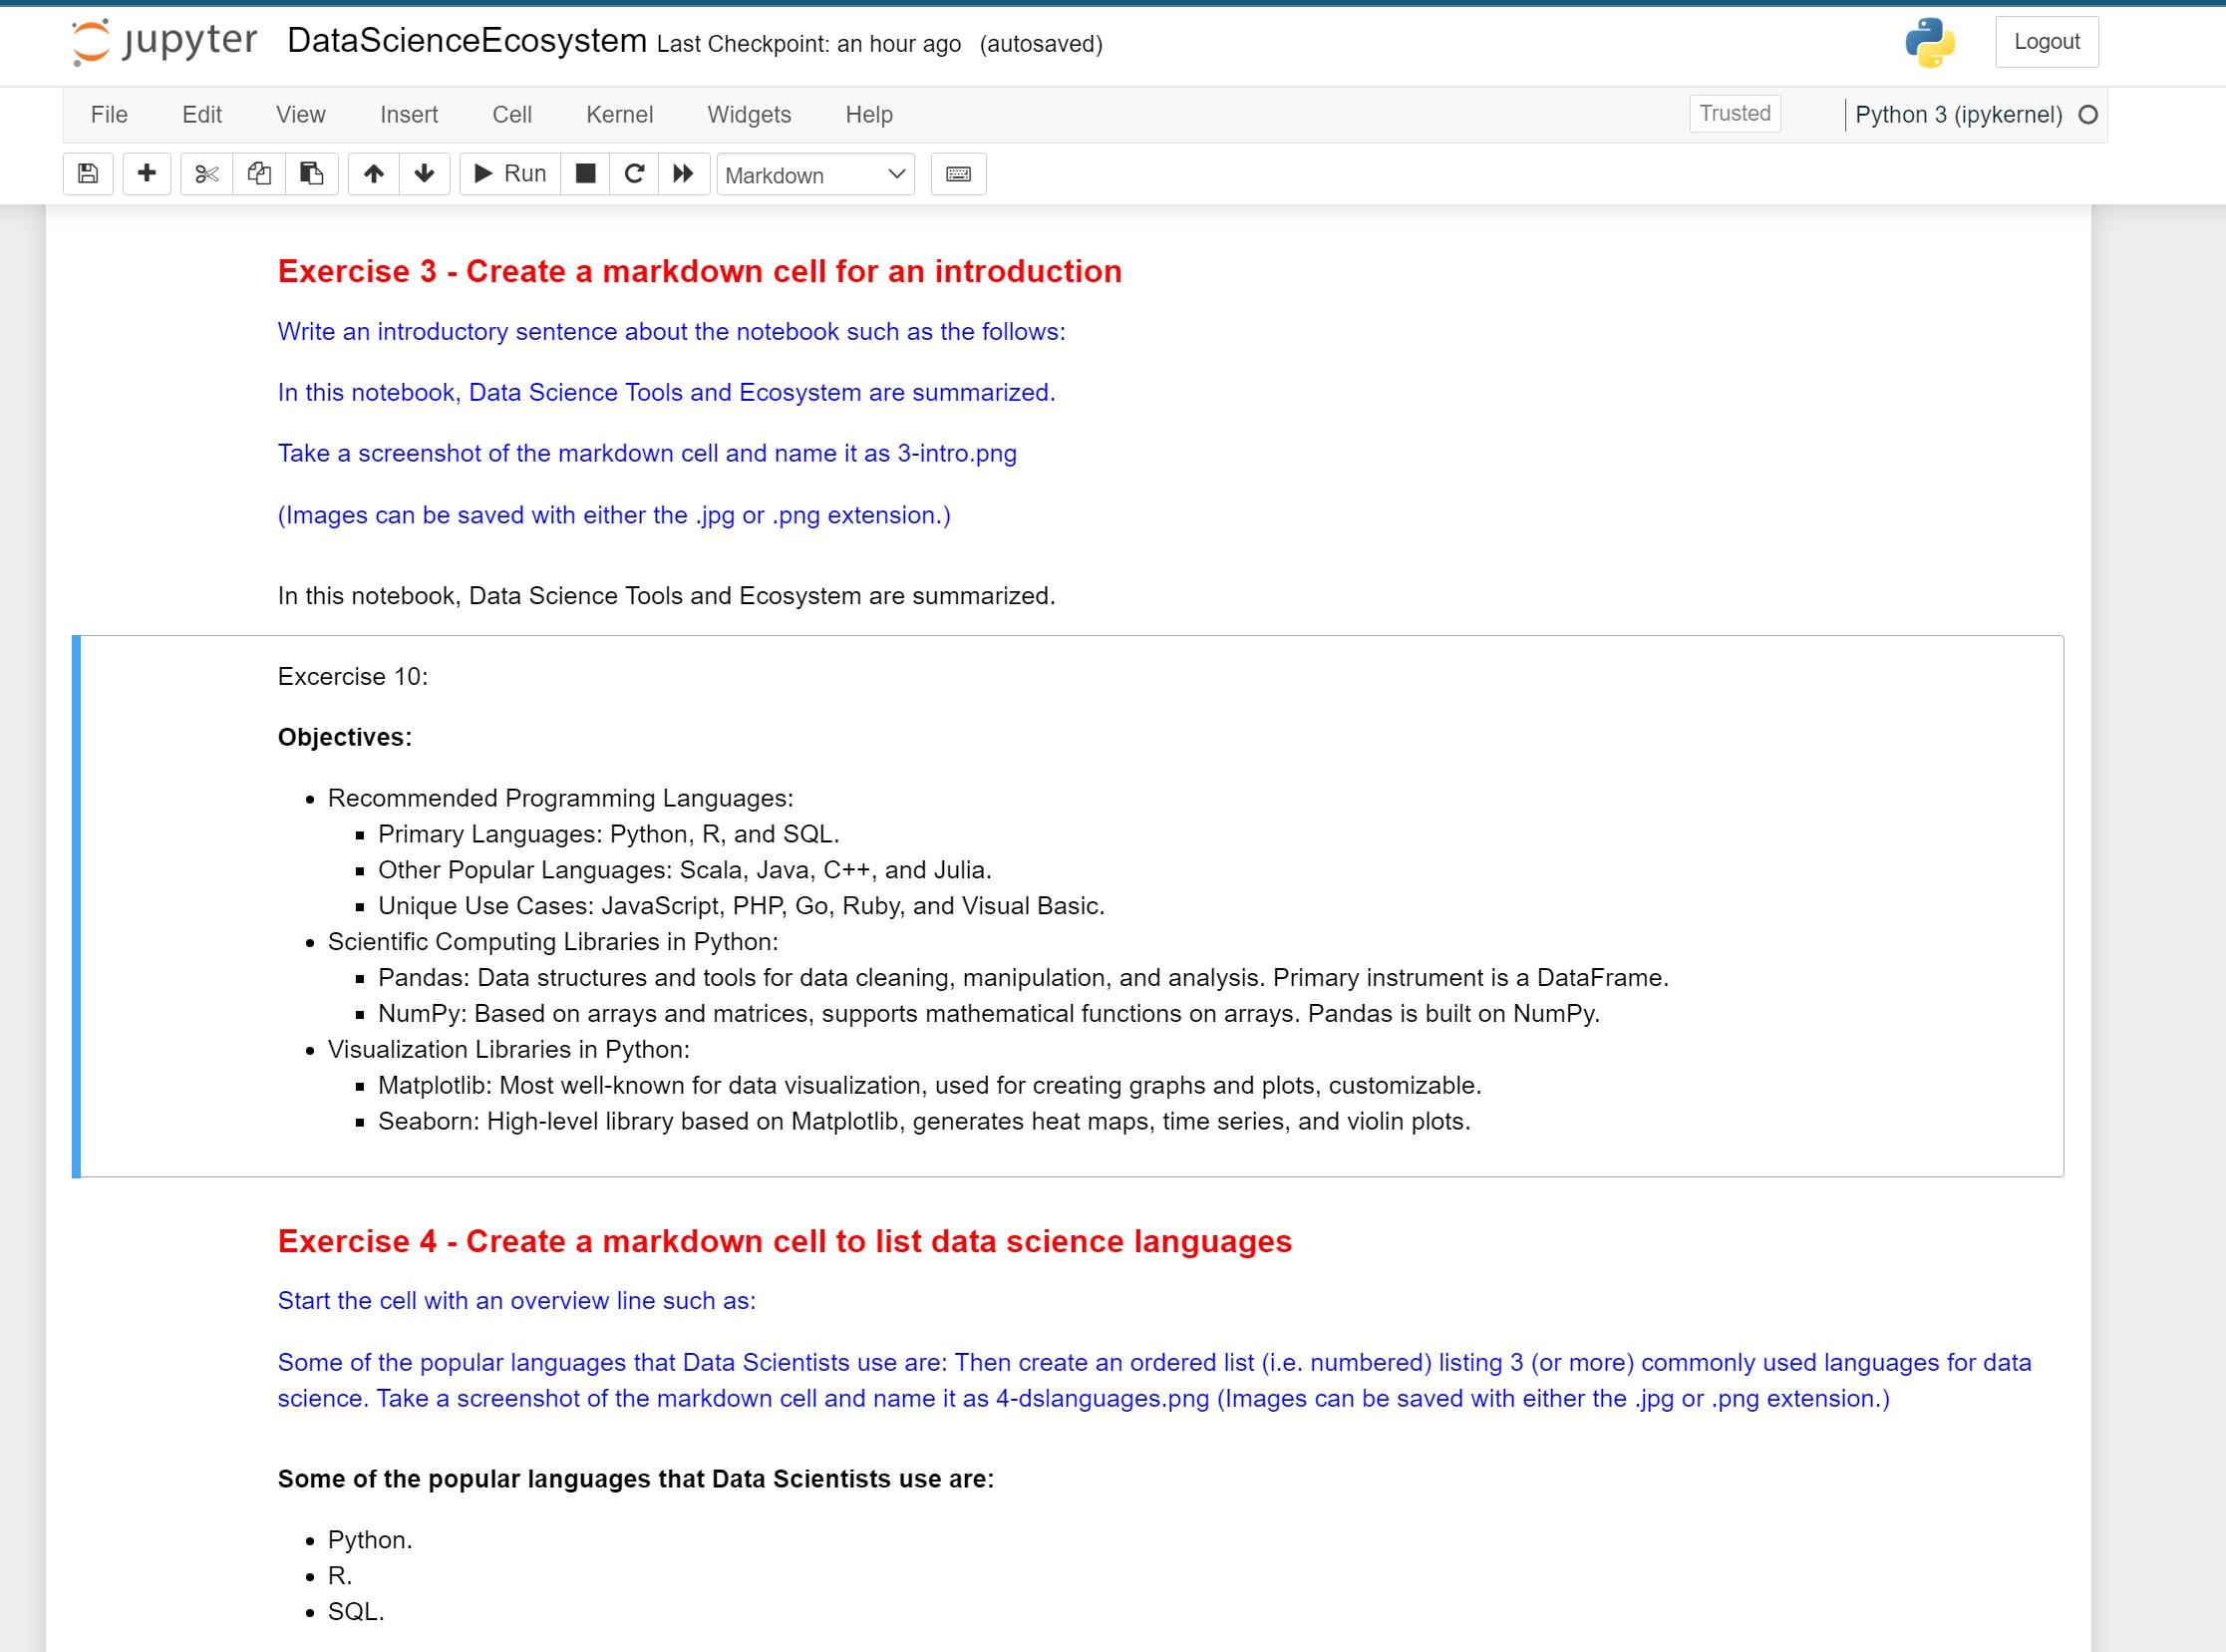 jupyter DataScienceEcosystem Last Checkpoint: an hour ago (autosaved) Logout
File Edit View Insert Cell Kernel Widgets Help Trusted Python 3 (ipykernel)
Run Markdown
Exercise 3 - Create a markdown cell for an introduction
Write an introductory sentence about the notebook such as the follows:
In this notebook, Data Science Tools and Ecosystem are summarized.
Take a screenshot of the markdown cell and name it as 3-intro.png
(Images can be saved with either the .jpg or .png extension.)
In this notebook, Data Science Tools and Ecosystem are summarized.
Excercise 10:
Objectives:
Recommended Programming Languages:
Primary Languages: Python, R, and SQL.
Other Popular Languages: Scala, Java, C++, and Julia.
Unique Use Cases: JavaScript, PHP, Go, Ruby, and Visual Basic.
Scientific Computing Libraries in Python:
Pandas: Data structures and tools for data cleaning, manipulation, and analysis. Primary instrument is a DataFrame.
NumPy: Based on arrays and matrices, supports mathematical functions on arrays. Pandas is built on NumPy.
Visualization Libraries in Python:
Matplotlib: Most well-known for data visualization, used for creating graphs and plots, customizable.
Seaborn: High-level library based on Matplotlib, generates heat maps, time series, and violin plots.
Exercise 4 - Create a markdown cell to list data science languages
Start the cell with an overview line such as:
Some of the popular languages that Data Scientists use are: Then create an ordered list (i.e. numbered) listing 3 (or more) commonly used languages for data
science. Take a screenshot of the markdown cell and name it as 4-dslanguages.png (Images can be saved with either the .jpg or .png extension.)
Some of the popular languages that Data Scientists use are:
Python.
R.
SQL.